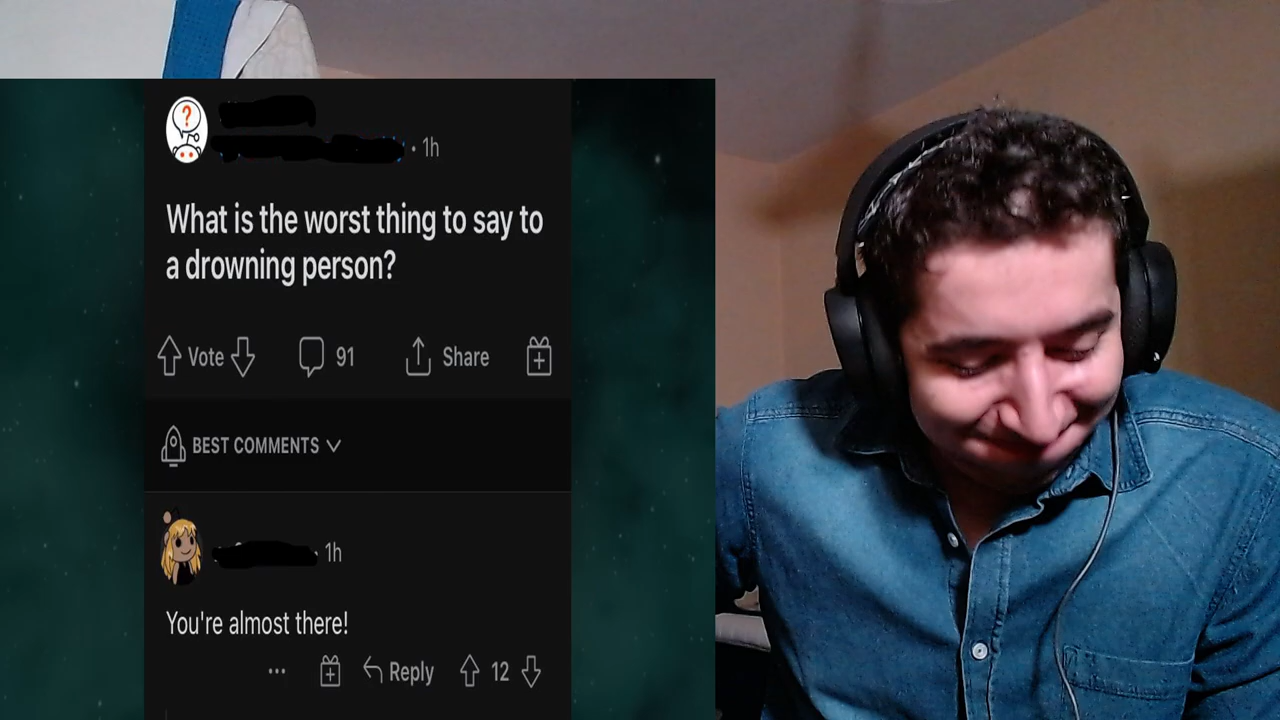 ?
• 1h
What is the worst thing to say to
a drowning person?
Vote 91 Share
BEST COMMENTS
• 1h
You're almost there!
••• Reply 12